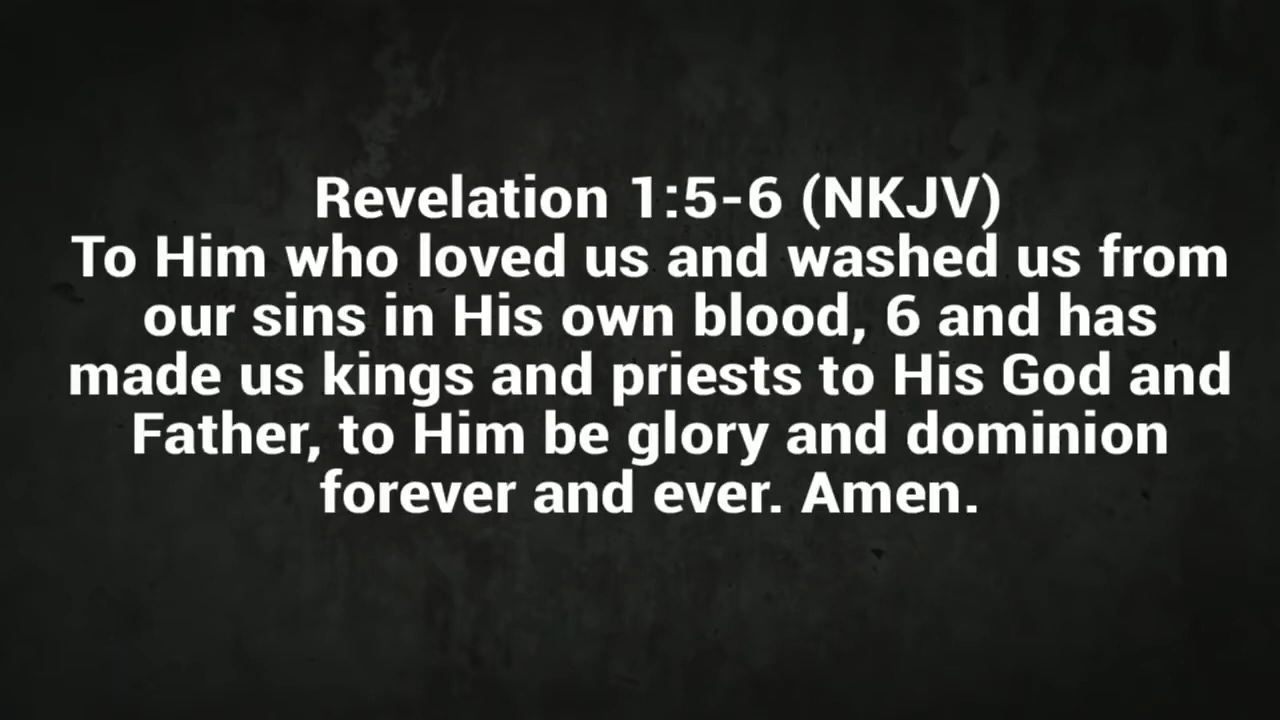 Revelation 1:5-6 (NKJV)
To Him who loved us and washed us from
our sins in His own blood, 6 and has
made us kings and priests to His God and
Father, to Him be glory and dominion
forever and ever. Amen.